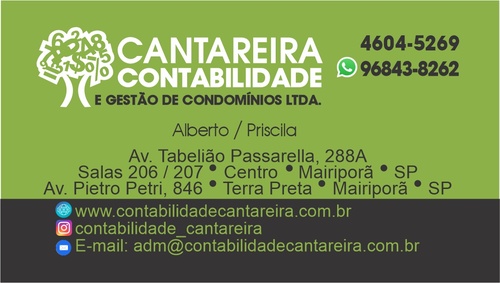 CANTAREIRA
CONTABILIDADE
E GESTÃO DE CONDOMÍNIOS LTDA.
4604-5269
96843-8262
Alberto / Priscila
Av. Tabelião Passarella, 288A
Salas 206 / 207 • Centro • Mairiporã • SP
Av. Pietro Petri, 846 • Terra Preta • Mairiporã • SP
www.contabilidadecantareira.com.br
contabilidade_cantareira
E-mail: adm@contabilidadecantareira.com.br